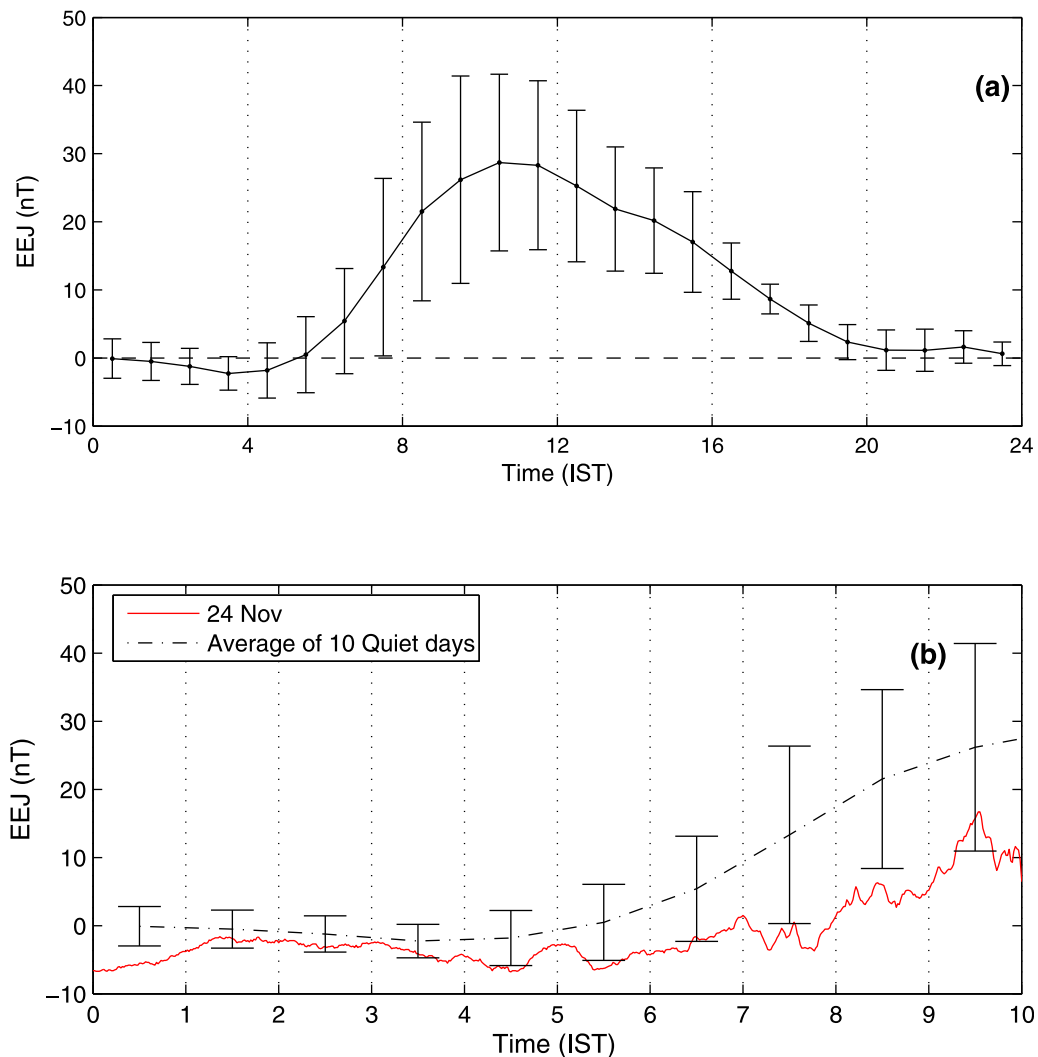 50
40
30
20
10
0
−10
EEJ (nT)
(a)
0 4 8 12 16 20 24
Time (IST)
50
40
30
20
10
0
−10
EEJ (nT)
24 Nov
Average of 10 Quiet days
(b)
0 1 2 3 4 5 6 7 8 9 10
Time (IST)